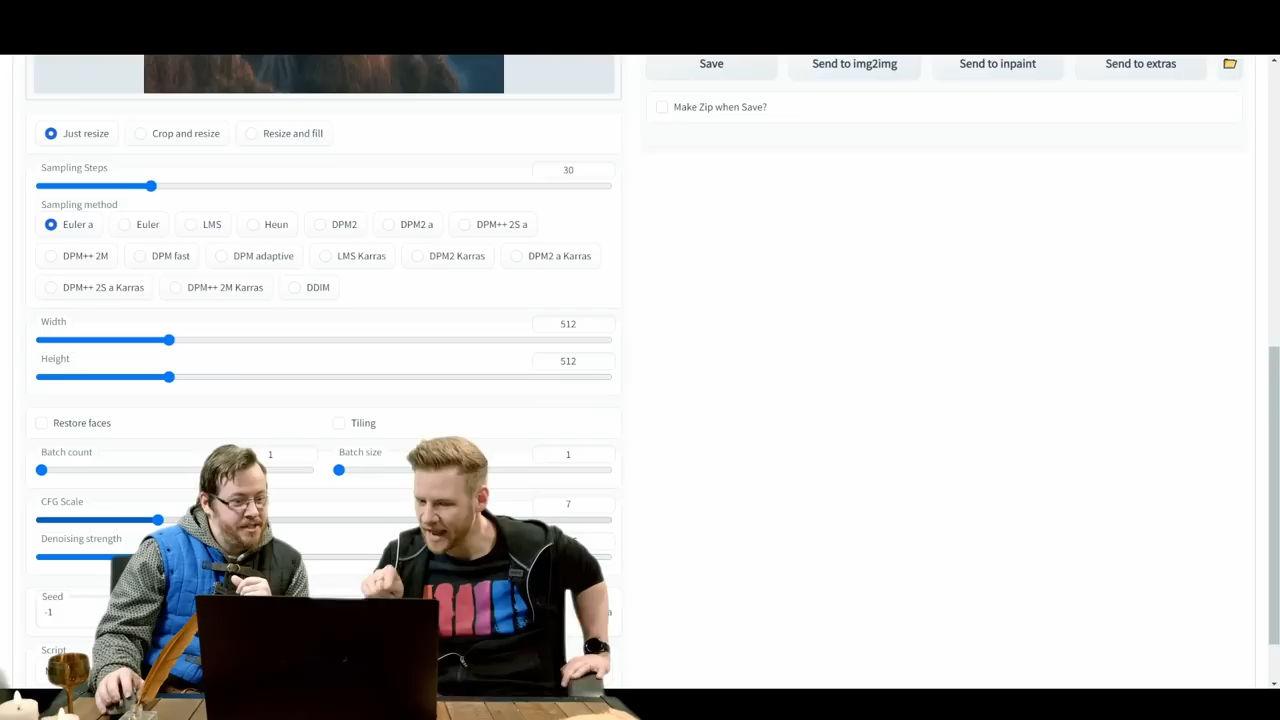 Save Send to img2img Send to inpaint Send to extras
Make Zip when Save?
Just resize Crop and resize Resize and fill
Sampling Steps 30
Sampling method
Euler a Euler LMS Heun DPM2 DPM2 a DPM++ 2S a
DPM++ 2M DPM fast DPM adaptive LMS Karras DPM2 Karras DPM2 a Karras
DPM++ 2S a Karras DPM++ 2M Karras DDIM
Width 512
Height 512
Restore faces Tiling
Batch count 1 Batch size 1
CFG Scale 7
Denoising strength
Seed
-1
Script